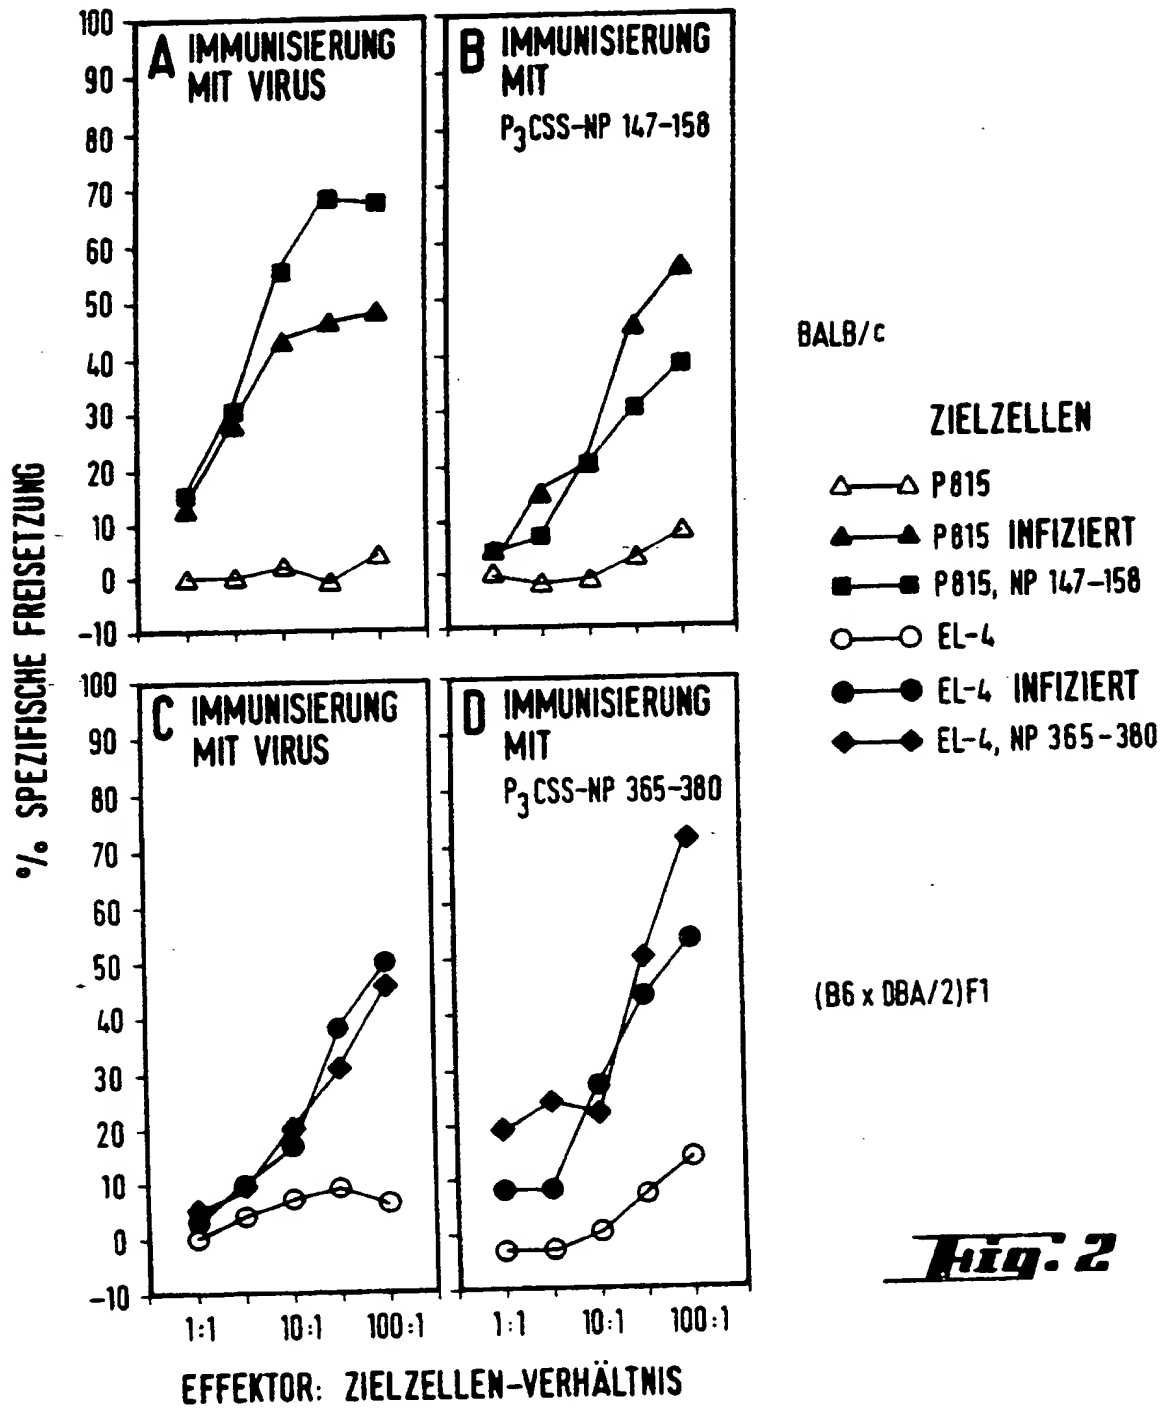 % SPEZIFISCHE FREISETZUNG
100
90
80
70
60
50
40
30
20
10
0
-10
A IMMUNISIERUNG
MIT VIRUS
B IMMUNISIERUNG
MIT
P3CSS-NP 147-158
BALB/c
ZIELZELLEN
P815
P815 INFIZIERT
P815, NP 147-158
EL-4
EL-4 INFIZIERT
EL-4, NP 365-380
100
90
80
70
60
50
40
30
20
10
0
-10
C IMMUNISIERUNG
MIT VIRUS
D IMMUNISIERUNG
MIT
P3CSS-NP 365-380
(B6 x DBA/2)F1
1:1 10:1 100:1
1:1 10:1 100:1
EFFEKTOR: ZIELZELLEN-VERHÄLTNIS
Fig. 2